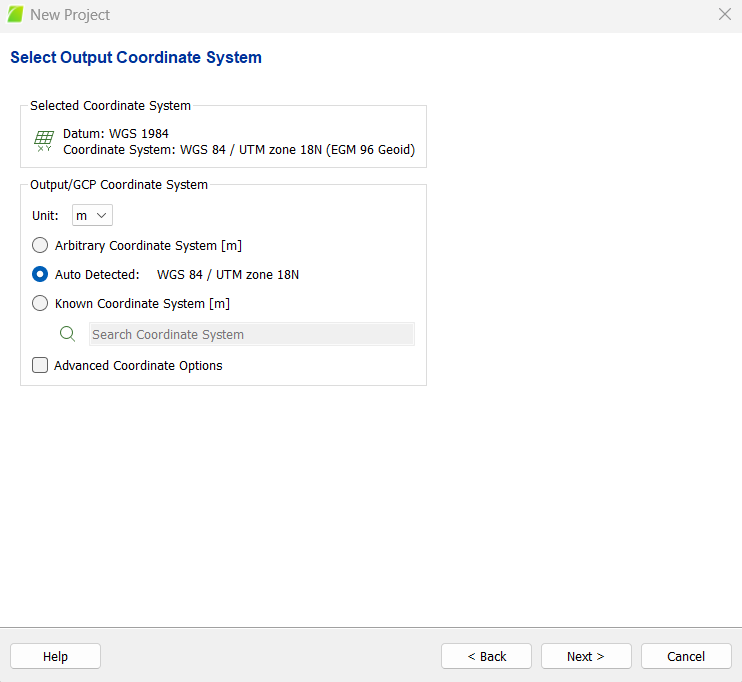 New Project
Select Output Coordinate System
Selected Coordinate System
Datum: WGS 1984
Coordinate System: WGS 84 / UTM zone 18N (EGM 96 Geoid)
X Y
Output/GCP Coordinate System
Unit: m
Arbitrary Coordinate System [m]
Auto Detected: WGS 84 / UTM zone 18N
Known Coordinate System [m]
Search Coordinate System
Advanced Coordinate Options
Help < Back Next > Cancel